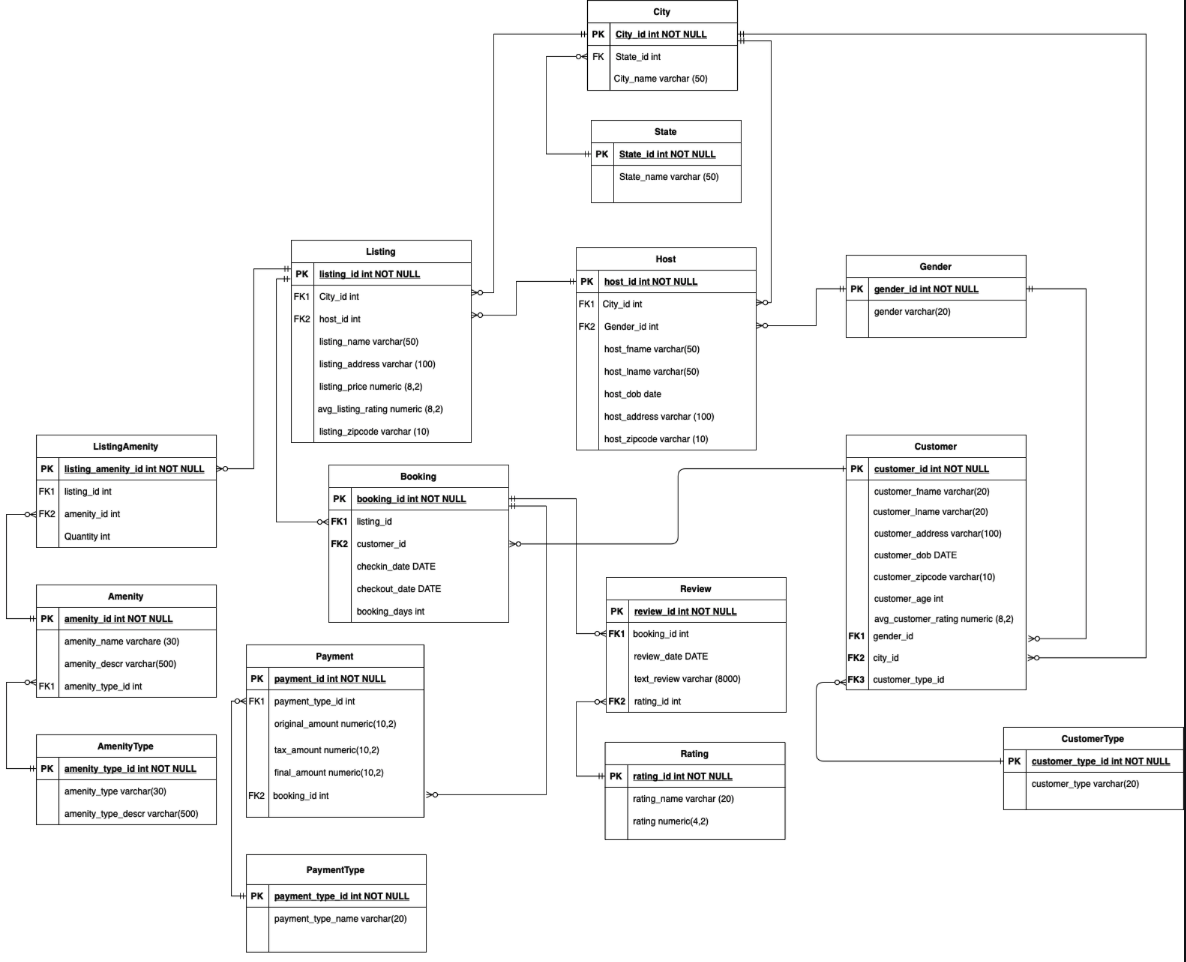 City
PK City_id int NOT NULL
FK State_id int
City_name varchar (50)
State
PK State_id int NOT NULL
State_name varchar (50)
Listing
PK listing_id int NOT NULL
FK1 City_id int
FK2 host_id int
listing_name varchar(50)
listing_address varchar (100)
listing_price numeric (8,2)
avg_listing_rating numeric (8,2)
listing_zipcode varchar (10)
Host
PK host_id int NOT NULL
FK1 City_id int
FK2 Gender_id int
host_fname varchar(50)
host_lname varchar(50)
host_dob date
host_address varchar (100)
host_zipcode varchar (10)
Gender
PK gender_id int NOT NULL
gender varchar(20)
ListingAmenity
PK listing_amenity_id int NOT NULL
FK1 listing_id int
FK2 amenity_id int
Quantity int
Booking
PK booking_id int NOT NULL
FK1 listing_id
FK2 customer_id
checkin_date DATE
checkout_date DATE
booking_days int
Customer
PK customer_id int NOT NULL
customer_fname varchar(20)
customer_lname varchar(20)
customer_address varchar(100)
customer_dob DATE
customer_zipcode varchar(10)
customer_age int
avg_customer_rating numeric (8,2)
FK1 gender_id
FK2 city_id
FK3 customer_type_id
Amenity
PK amenity_id int NOT NULL
amenity_name varchare (30)
amenity_descr varchar(500)
FK1 amenity_type_id int
Review
PK review_id int NOT NULL
FK1 booking_id int
review_date DATE
text_review varchar (8000)
FK2 rating_id int
Payment
PK payment_id int NOT NULL
FK1 payment_type_id int
original_amount numeric(10,2)
tax_amount numeric(10,2)
final_amount numeric(10,2)
FK2 booking_id int
AmenityType
PK amenity_type_id int NOT NULL
amenity_type varchar(30)
amenity_type_descr varchar(500)
Rating
PK rating_id int NOT NULL
rating_name varchar (20)
rating numeric(4,2)
CustomerType
PK customer_type_id int NOT NULL
customer_type varchar(20)
PaymentType
PK payment_type_id int NOT NULL
payment_type_name varchar(20)